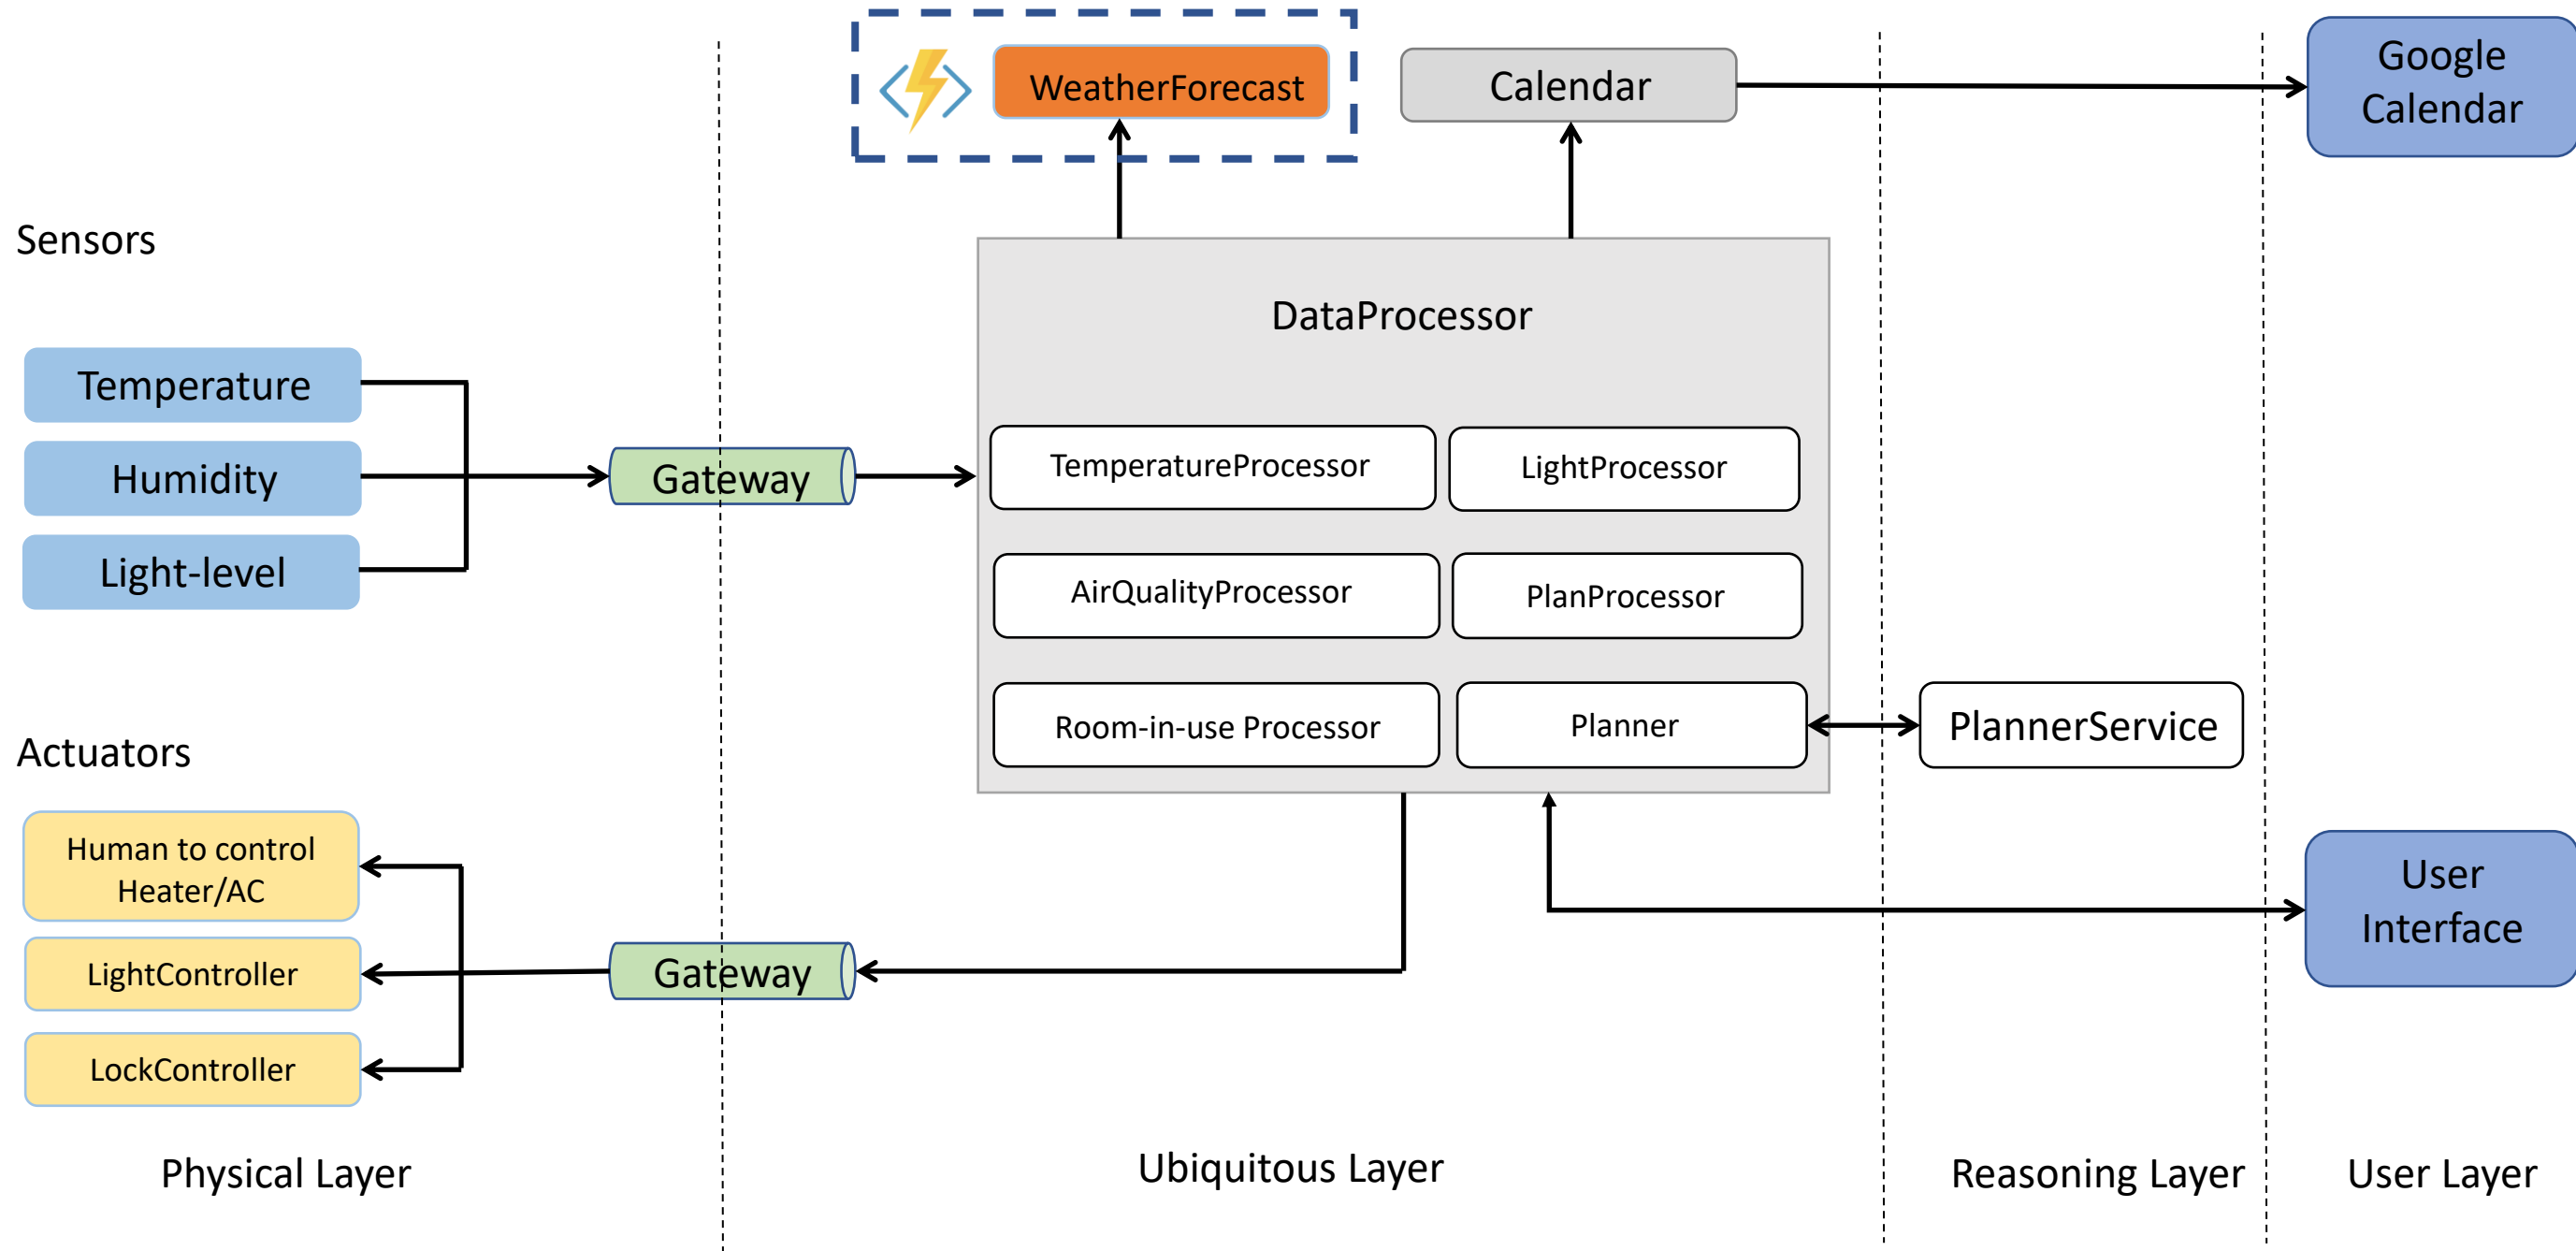 WeatherForecast
Calendar
Google
Calendar
Sensors
DataProcessor
Temperature
Humidity
Light-level
Gateway
TemperatureProcessor
LightProcessor
AirQualityProcessor
PlanProcessor
Room-in-use Processor
Planner
PlannerService
Actuators
Human to control
Heater/AC
LightController
LockController
Gateway
User
Interface
Physical Layer
Ubiquitous Layer
Reasoning Layer
User Layer